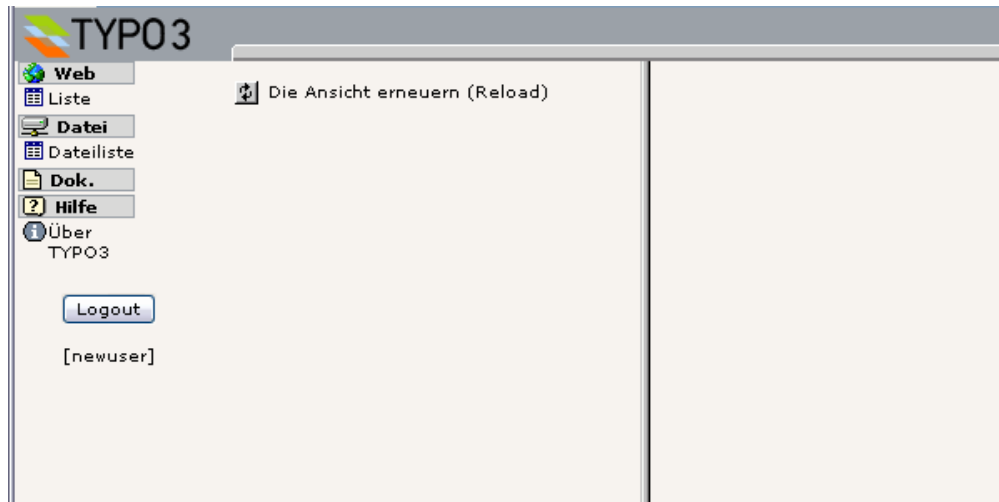 TYPO3
Web
Liste
Die Ansicht erneuern (Reload)
Datei
Dateiliste
Dok.
Hilfe
Über
TYPO3
Logout
[newuser]